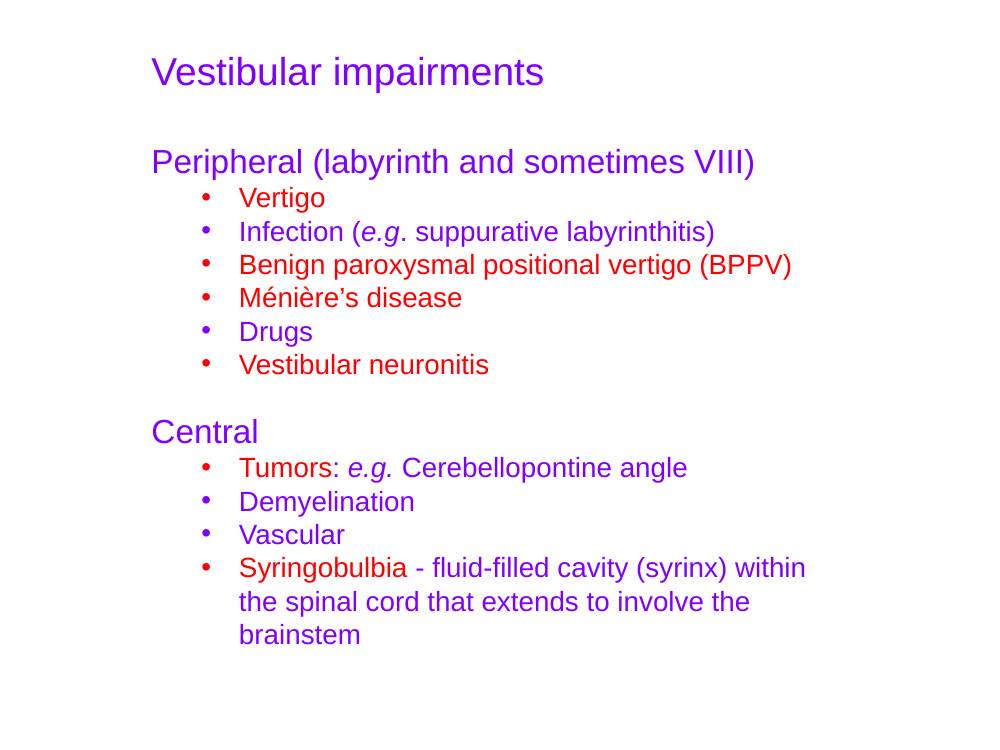 Vestibular impairments
Peripheral (labyrinth and sometimes VIII)
• Vertigo
• Infection (e.g. suppurative labyrinthitis)
• Benign paroxysmal positional vertigo (BPPV)
• Ménière’s disease
• Drugs
• Vestibular neuronitis
Central
• Tumors: e.g. Cerebellopontine angle
• Demyelination
• Vascular
• Syringobulbia - fluid-filled cavity (syrinx) within
the spinal cord that extends to involve the
brainstem